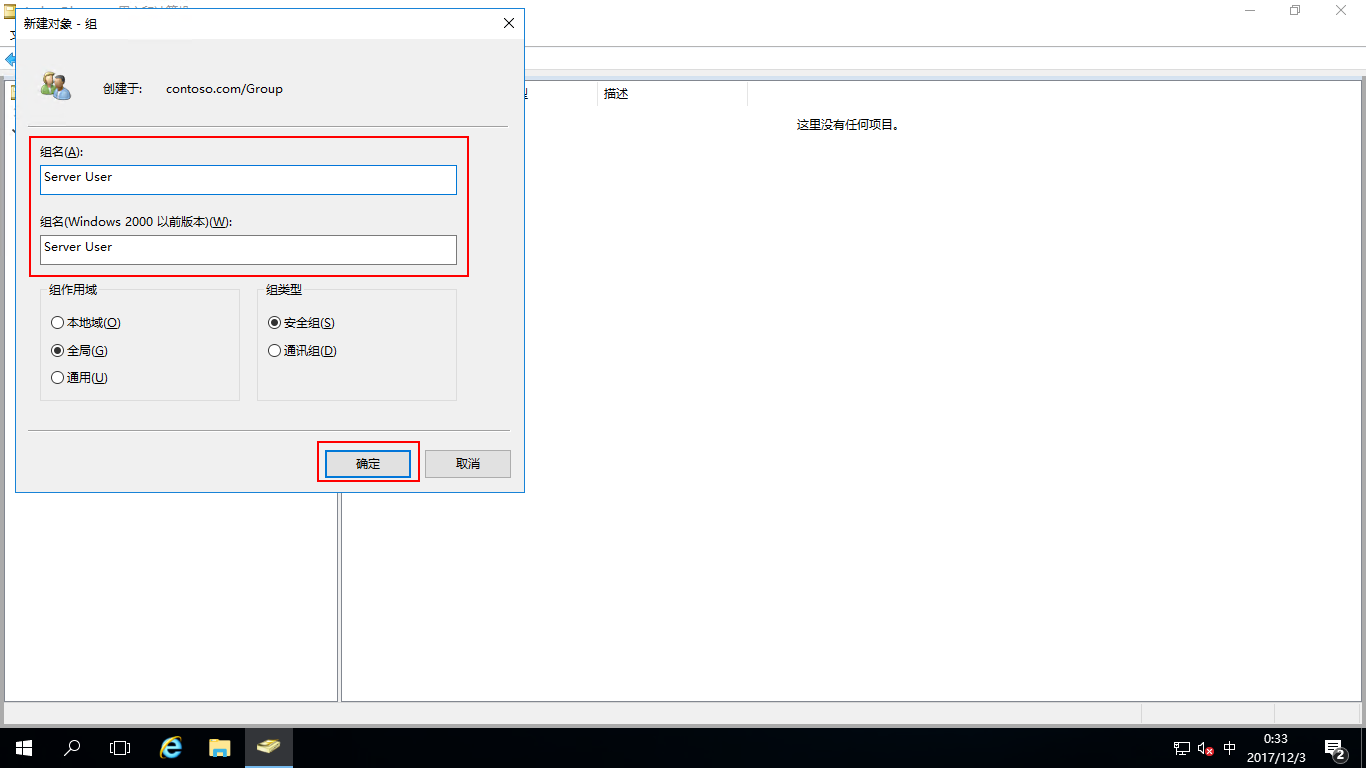 新建对象 - 组
创建于:
contoso.com/Group
组名(A):
Server User
组名(Windows 2000 以前版本)(W):
Server User
组作用域
本地域(O)
全局(G)
通用(U)
组类型
安全组(S)
通讯组(D)
确定
取消
描述
这里没有任何项目。
中
0:33
2017/12/3
2